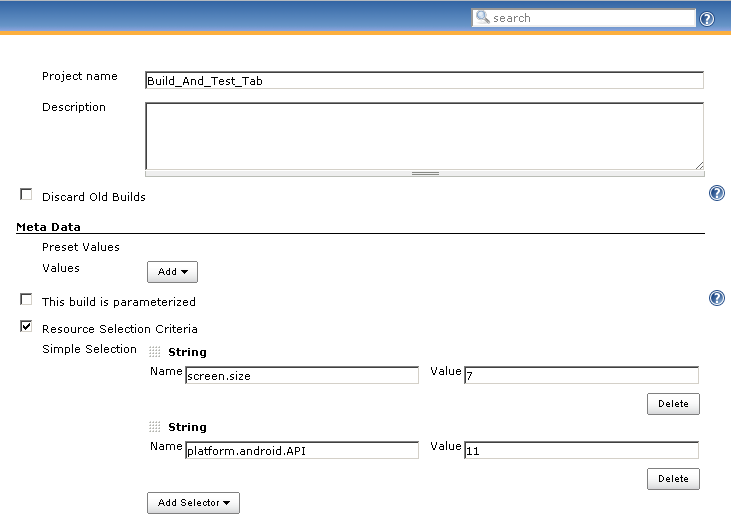 search
Project name Build_And_Test_Tab
Description
Discard Old Builds
Meta Data
Preset Values
Values Add
This build is parameterized
Resource Selection Criteria
Simple Selection String
Name screen.size Value 7
Delete
String
Name platform.android.API Value 11
Delete
Add Selector